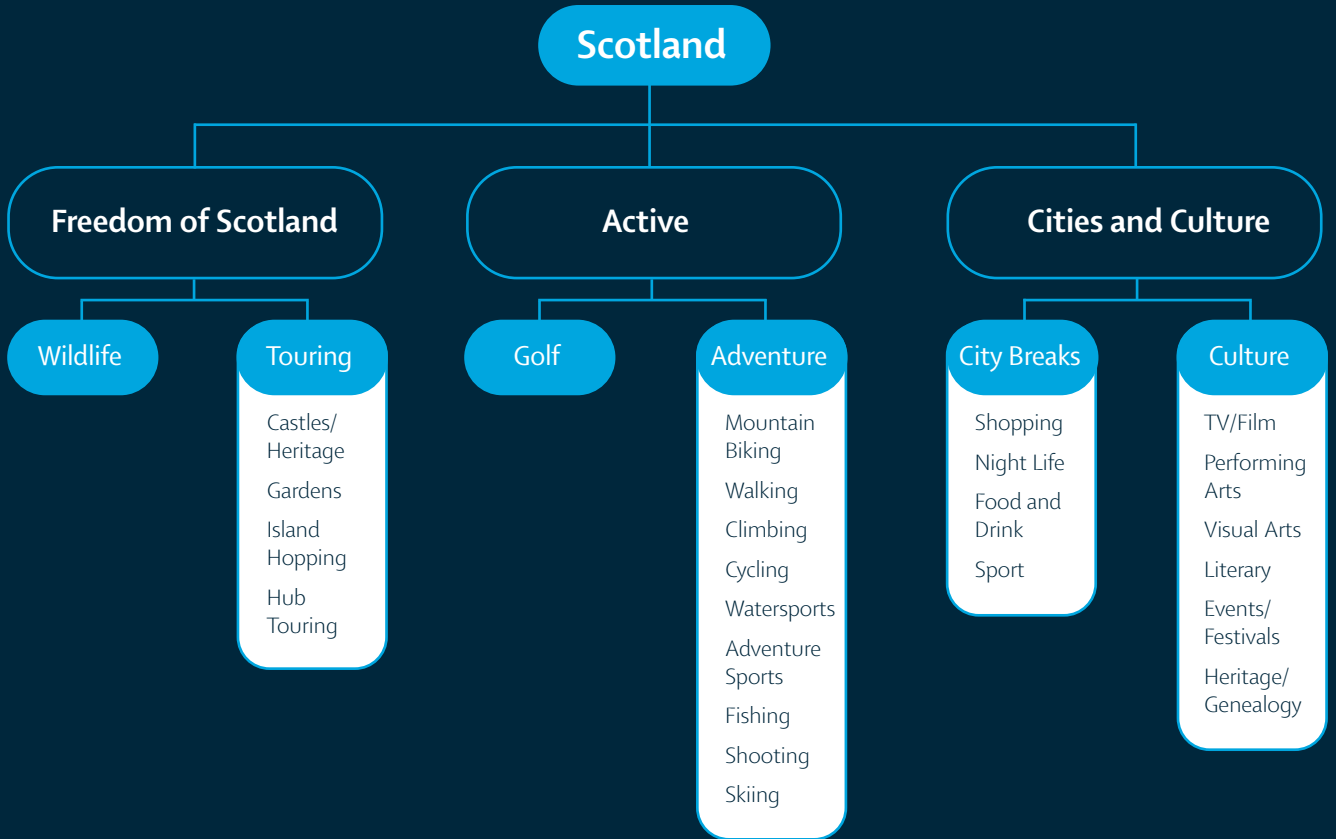 Scotland
Freedom of Scotland
Active
Cities and Culture
Wildlife
Touring
Castles/
Heritage
Gardens
Island
Hopping
Hub
Touring
Golf
Adventure
Mountain
Biking
Walking
Climbing
Cycling
Watersports
Adventure
Sports
Fishing
Shooting
Skiing
City Breaks
Shopping
Night Life
Food and
Drink
Sport
Culture
TV/Film
Performing
Arts
Visual Arts
Literary
Events/
Festivals
Heritage/
Genealogy